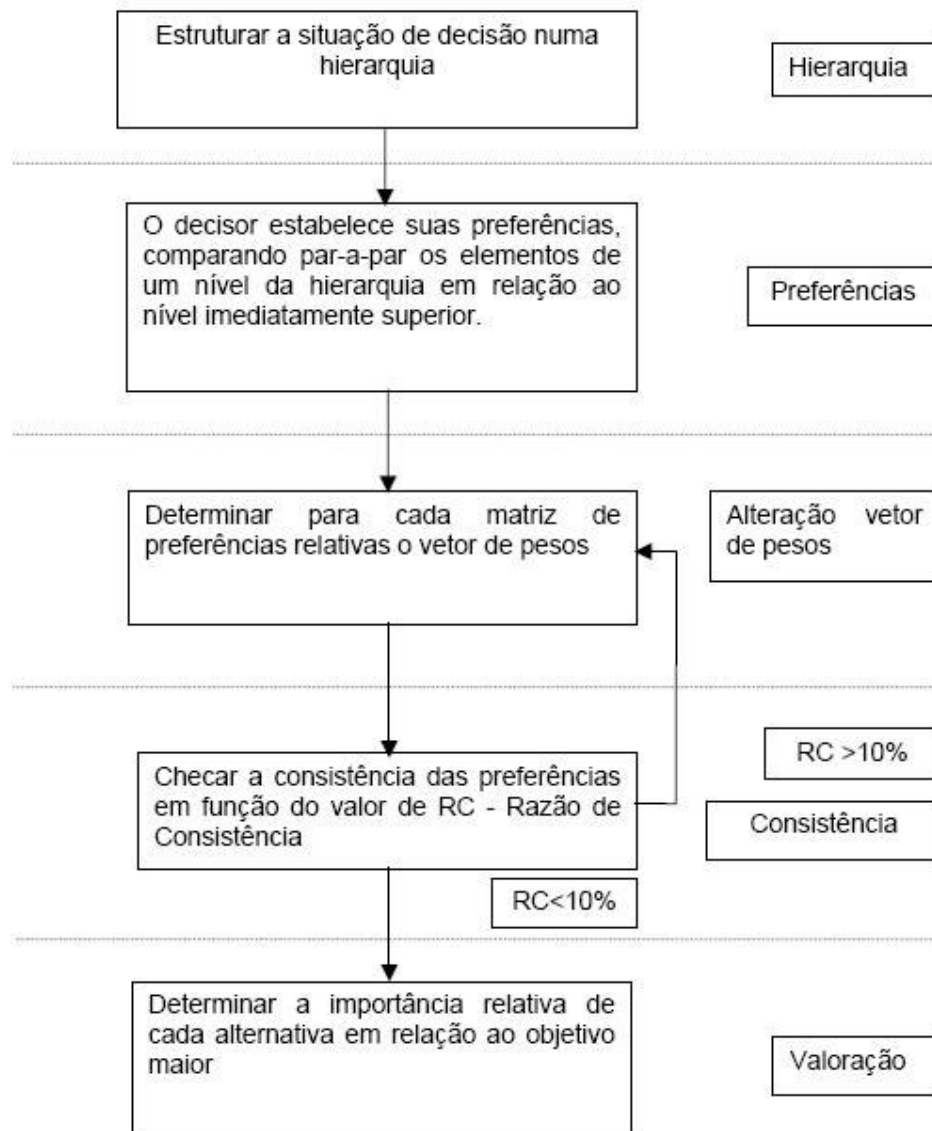 Estruturar a situação de decisão numa
hierarquia
Hierarquia
O decisor estabelece suas preferências,
comparando par-a-par os elementos de
um nível da hierarquia em relação ao
nível imediatamente superior.
Preferências
Determinar para cada matriz de
preferências relativas o vetor de pesos
Alteração vetor
de pesos
RC >10%
Checar a consistência das preferências
em função do valor de RC - Razão de
Consistência
Consistência
RC<10%
Determinar a importância relativa de
cada alternativa em relação ao objetivo
maior
Valoração